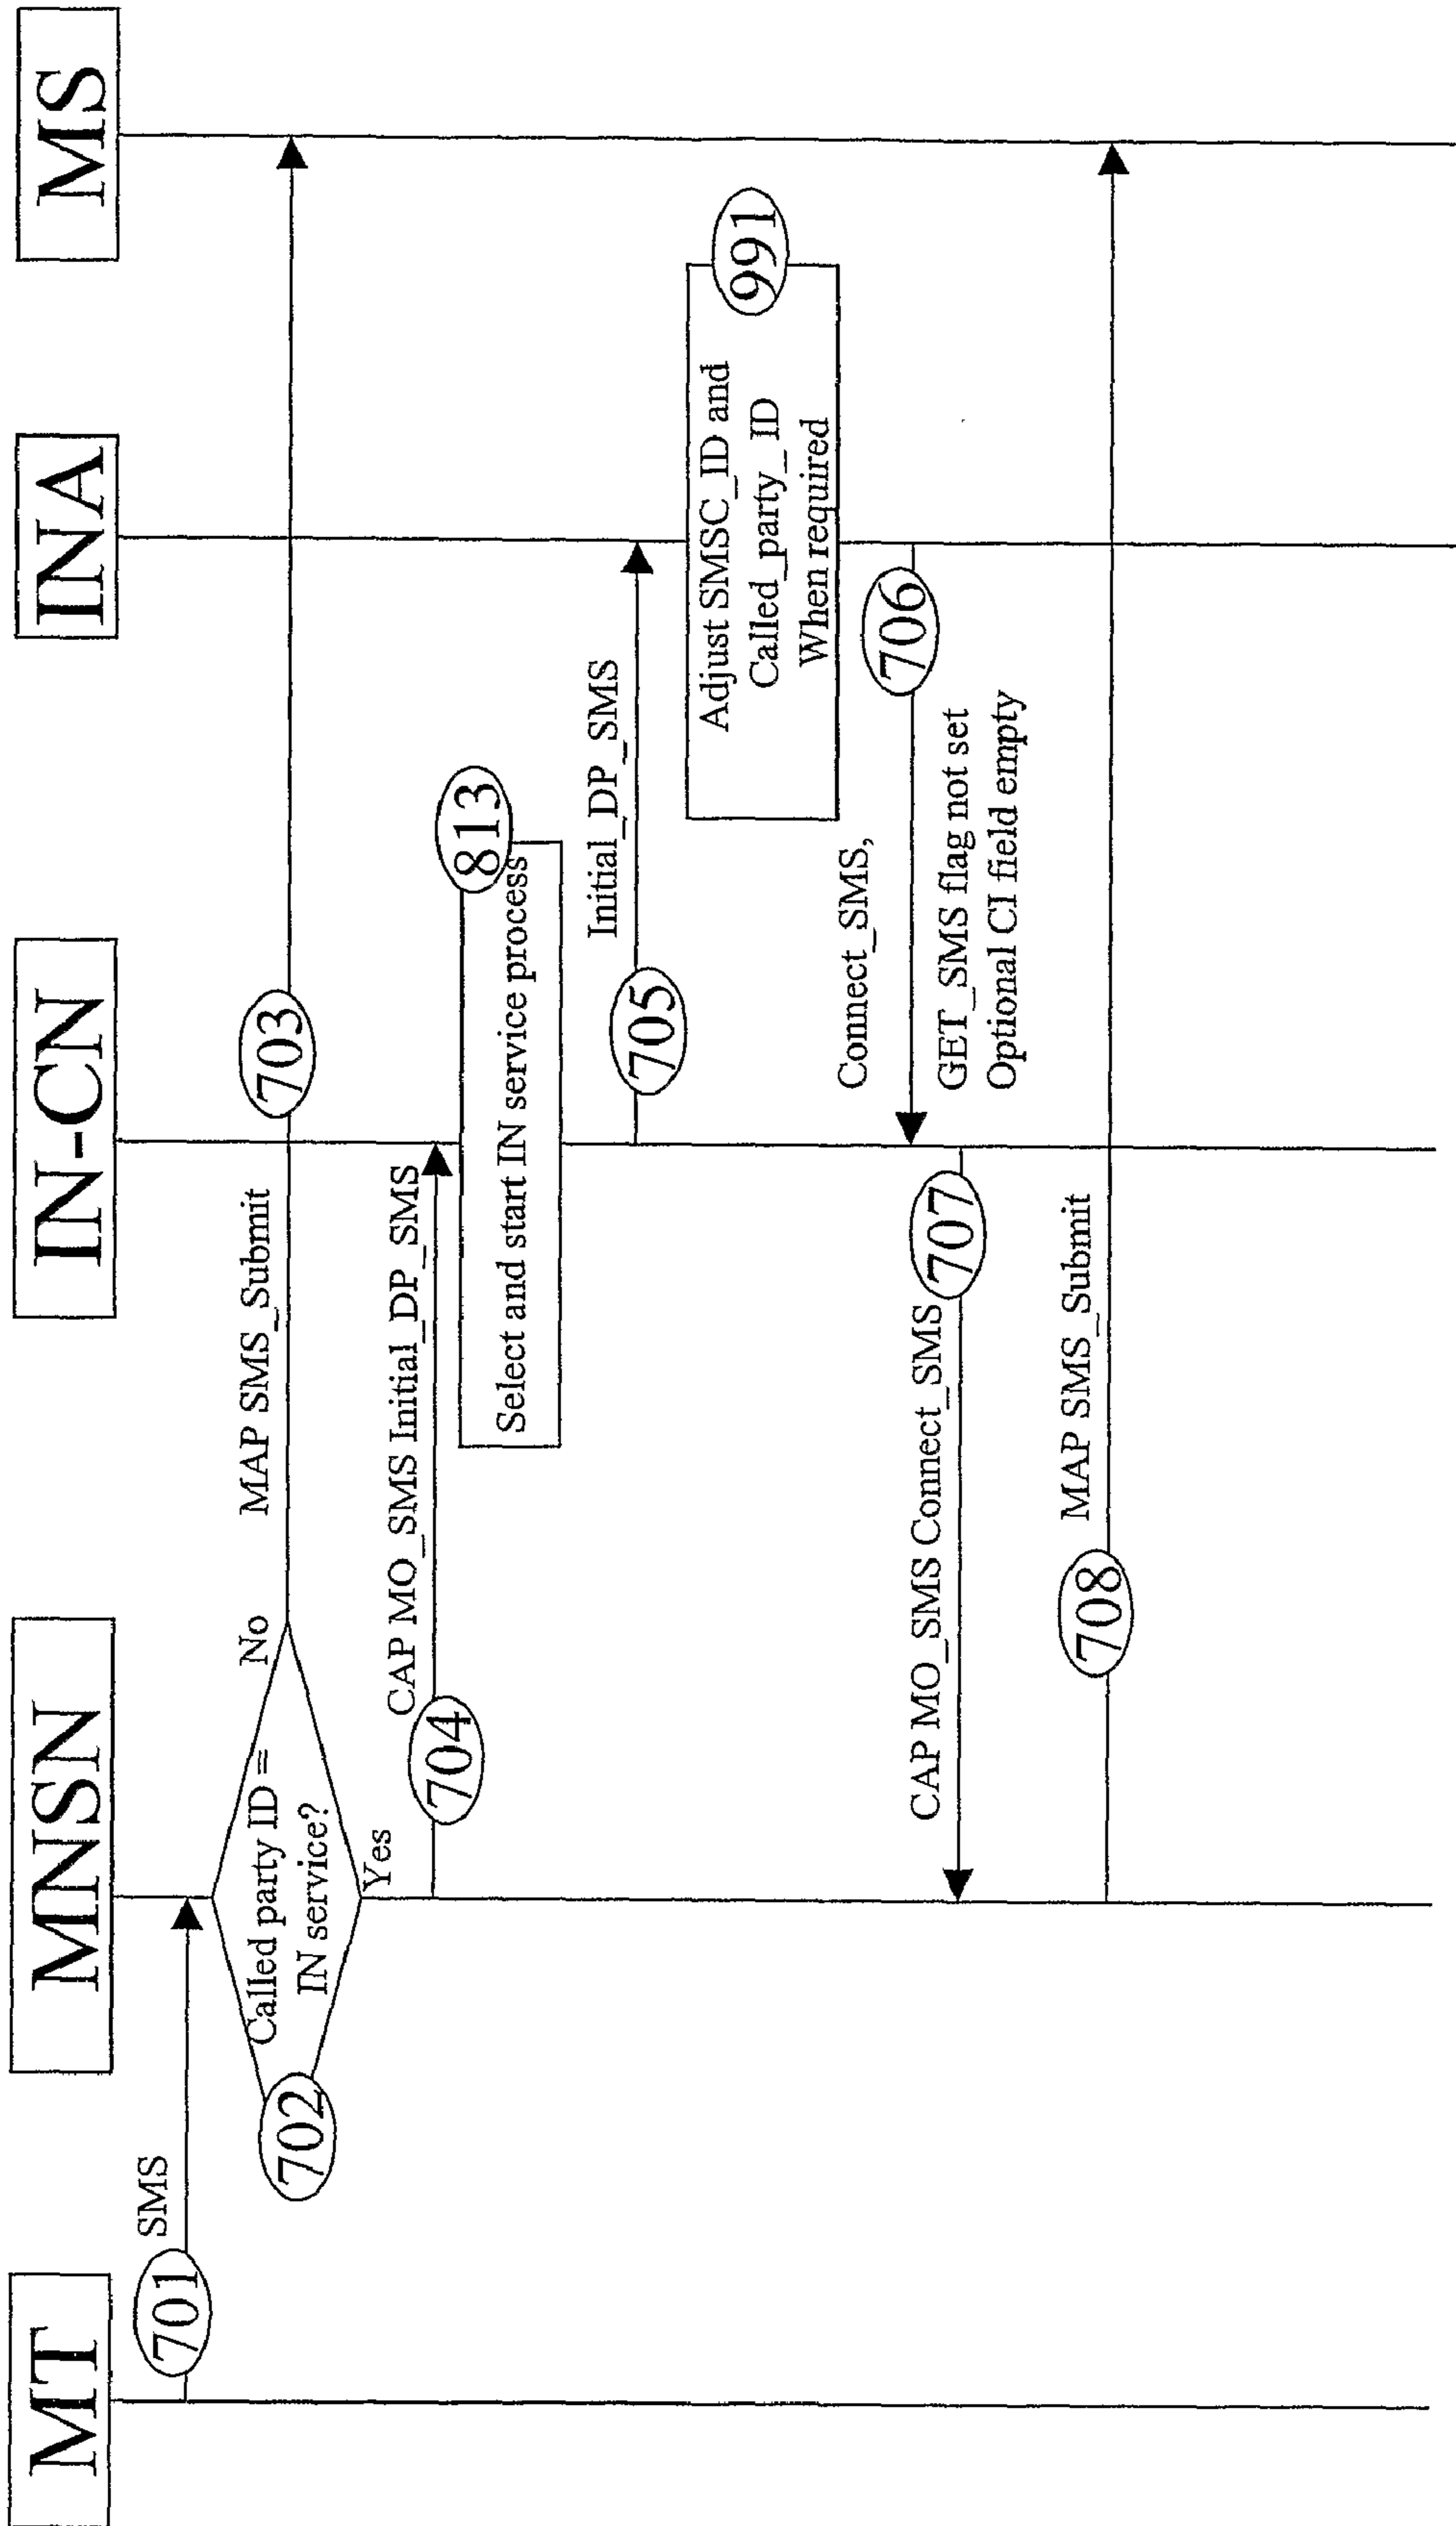 MT
MNSN
IN-CN
INA
MS
701
SMS
702
Called party ID =
IN service?
No
Yes
MAP SMS_Submit
703
704
CAP MO_SMS Initial_DP_SMS
813
Select and start IN service process
705
Initial_DP_SMS
991
Adjust SMSC_ID and
Called_party_ID
When required
706
Connect_SMS,
GET_SMS flag not set
Optional CI field empty
707
CAP MO_SMS Connect_SMS
708
MAP SMS_Submit